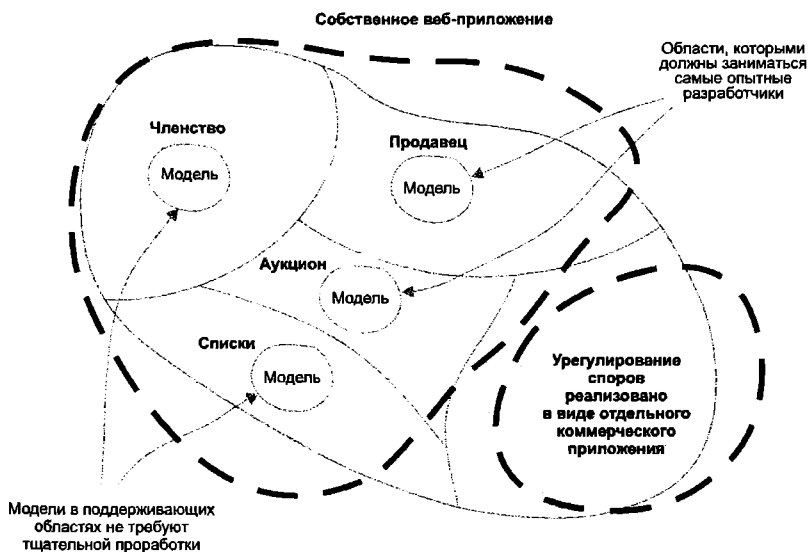 Собственное веб-приложение
Области, которыми
должны заниматься
самые опытные
разработчики
Членство
Модель
Продавец
Модель
Аукцион
Модель
Списки
Модель
Урегулирование
споров
реализовано
в виде отдельного
коммерческого
приложения
Модели в поддерживающих
областях не требуют
тщательной проработки